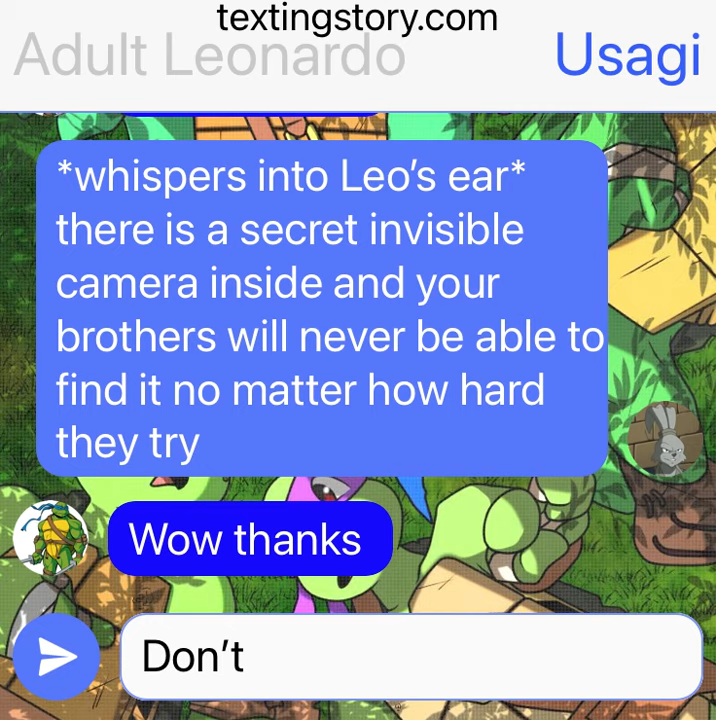 textingstory.com
Adult Leonardo
Usagi
*whispers into Leo’s ear*
there is a secret invisible
camera inside and your
brothers will never be able to
find it no matter how hard
they try
Wow thanks
Don’t